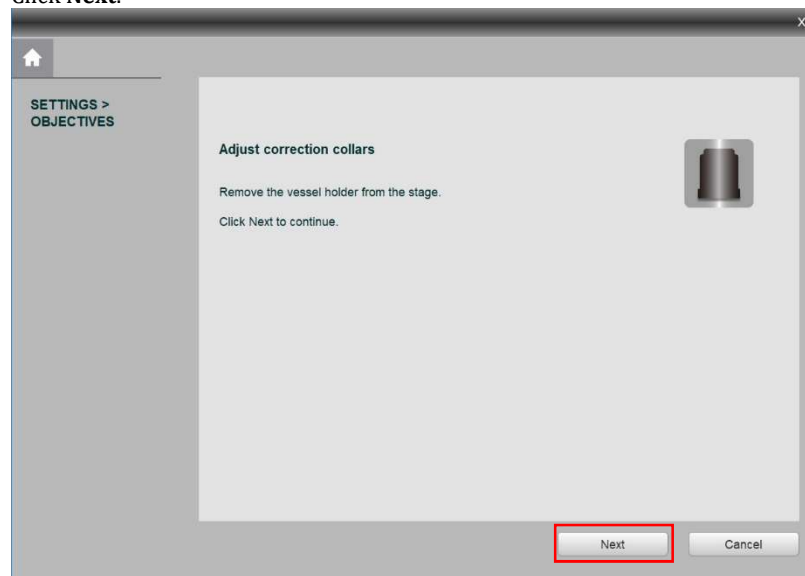 Click Next.
X
SETTINGS >
OBJECTIVES
Adjust correction collars
Remove the vessel holder from the stage.
Click Next to continue.
Next
Cancel